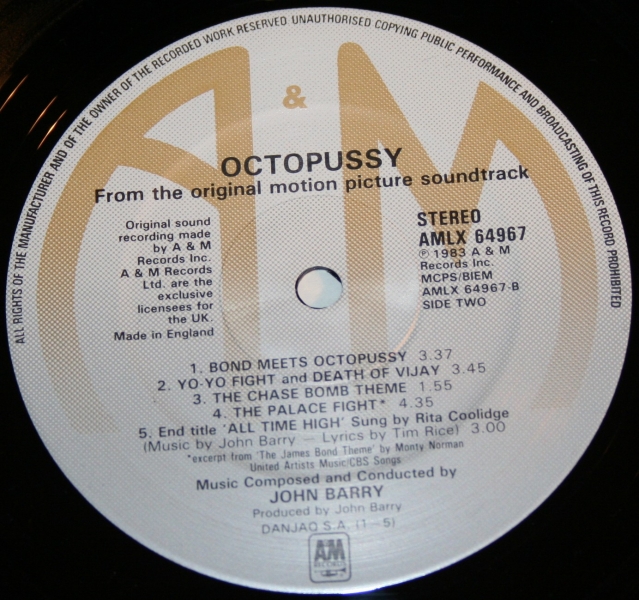 ALL RIGHTS OF THE MANUFACTURER AND OF THE OWNER OF THE RECORDED WORK RESERVED UNAUTHORISED COPYING PUBLIC PERFORMANCE AND BROADCASTING OF THIS RECORD PROHIBITED
A & M
OCTOPUSSY
From the original motion picture soundtrack
Original sound
recording made
by A & M
Records Inc.
A & M Records
Ltd. are the
exclusive
licensees for
the UK.
Made in England
STEREO
AMLX 64967
℗ 1983 A & M
Records Inc.
MCPS/BIEM
AMLX 64967-B
SIDE TWO
1. BOND MEETS OCTOPUSSY 3.37
2. YO-YO FIGHT and DEATH OF VIJAY 3.45
3. THE CHASE BOMB THEME 1.55
4. THE PALACE FIGHT* 4.35
5. End title 'ALL TIME HIGH' Sung by Rita Coolidge
(Music by John Barry — Lyrics by Tim Rice) 3.00
*excerpt from 'The James Bond Theme' by Monty Norman
United Artists Music/CBS Songs
Music Composed and Conducted by
JOHN BARRY
Produced by John Barry
DANJAQ S.A. (1—5)
AM
RECORDS